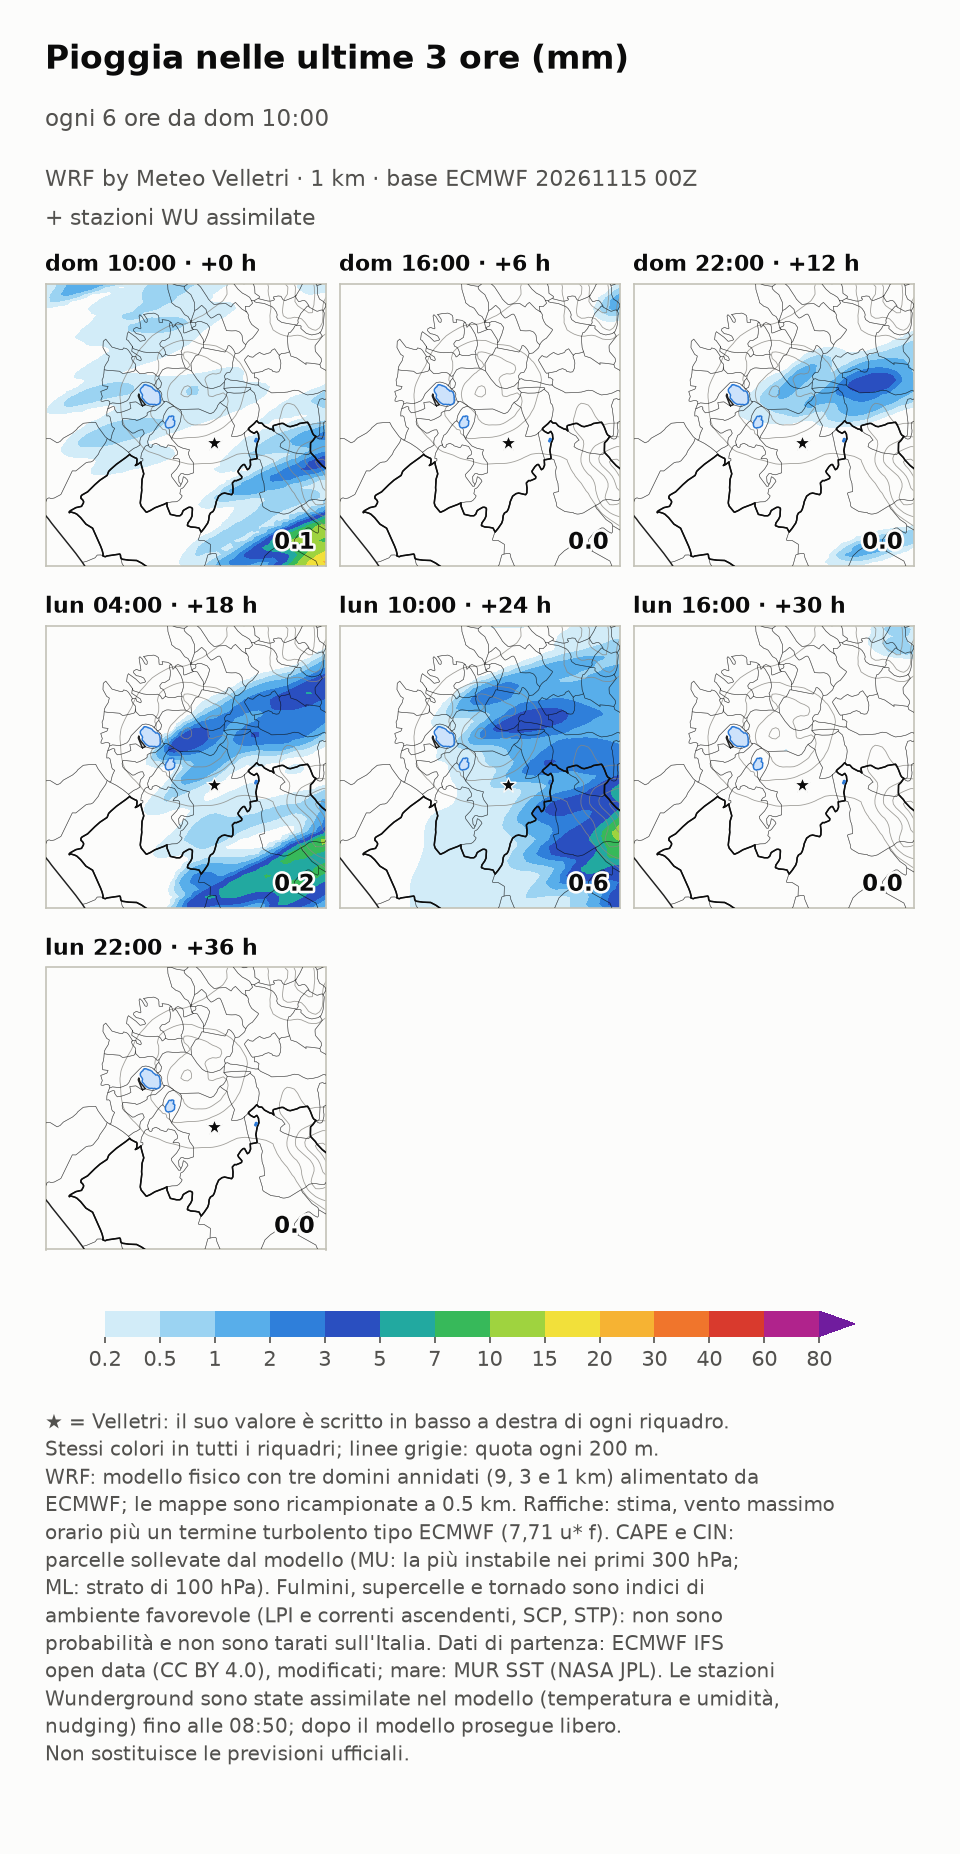 Pioggia nelle ultime 3 ore (mm)
ogni 6 ore da dom 10:00
WRF by Meteo Velletri · 1 km · base ECMWF 20261115 00Z
+ stazioni WU assimilate
dom 10:00 · +0 h
dom 16:00 · +6 h
dom 22:00 · +12 h
0.1
0.0
0.0
lun 04:00 · +18 h
lun 10:00 · +24 h
lun 16:00 · +30 h
0.2
0.6
0.0
lun 22:00 · +36 h
0.0
0.2 0.5 1 2 3 5 7 10 15 20 30 40 60 80
★ = Velletri: il suo valore è scritto in basso a destra di ogni riquadro.
Stessi colori in tutti i riquadri; linee grigie: quota ogni 200 m.
WRF: modello fisico con tre domini annidati (9, 3 e 1 km) alimentato da
ECMWF; le mappe sono ricampionate a 0.5 km. Raffiche: stima, vento massimo
orario più un termine turbolento tipo ECMWF (7,71 u* f). CAPE e CIN:
parcelle sollevate dal modello (MU: la più instabile nei primi 300 hPa;
ML: strato di 100 hPa). Fulmini, supercelle e tornado sono indici di
ambiente favorevole (LPI e correnti ascendenti, SCP, STP): non sono
probabilità e non sono tarati sull'Italia. Dati di partenza: ECMWF IFS
open data (CC BY 4.0), modificati; mare: MUR SST (NASA JPL). Le stazioni
Wunderground sono state assimilate nel modello (temperatura e umidità,
nudging) fino alle 08:50; dopo il modello prosegue libero.
Non sostituisce le previsioni ufficiali.